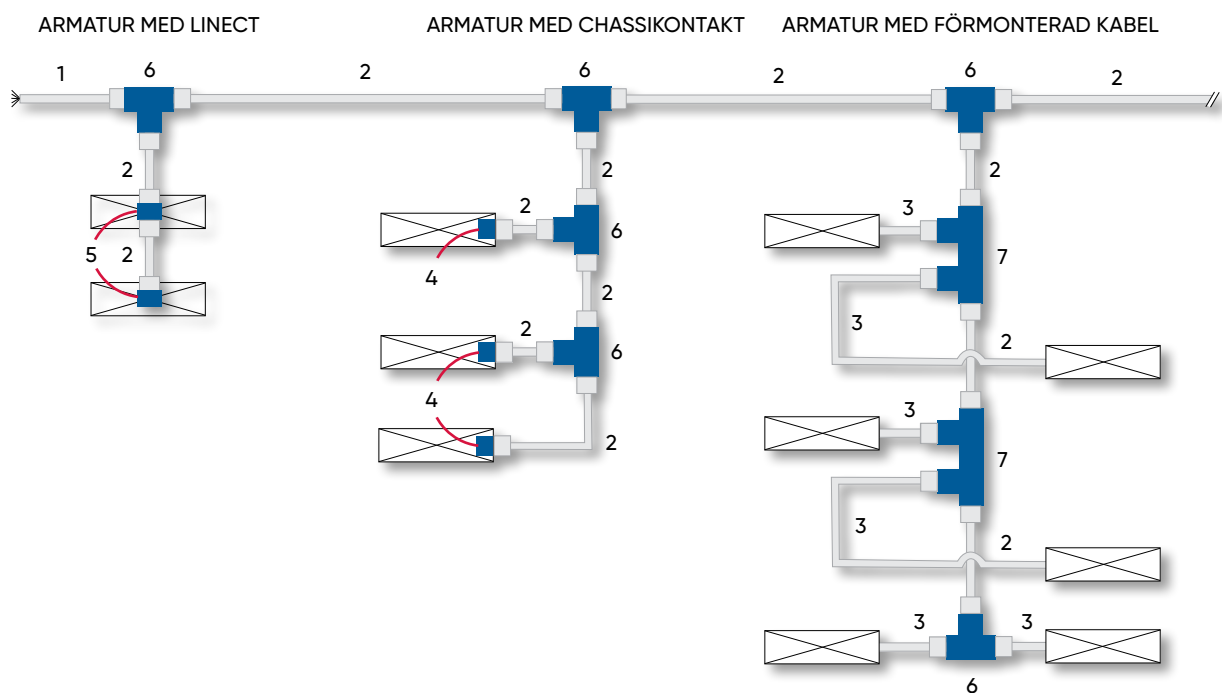 ARMATUR MED LINECT
ARMATUR MED CHASSIKONTAKT
ARMATUR MED FÖRMONTERAD KABEL
1 6 2 6 2 6 2
2 2 2
2 3
5 2 6 7
4
2 3 2
2 6
4 3
2 7
3 2
3 3
6